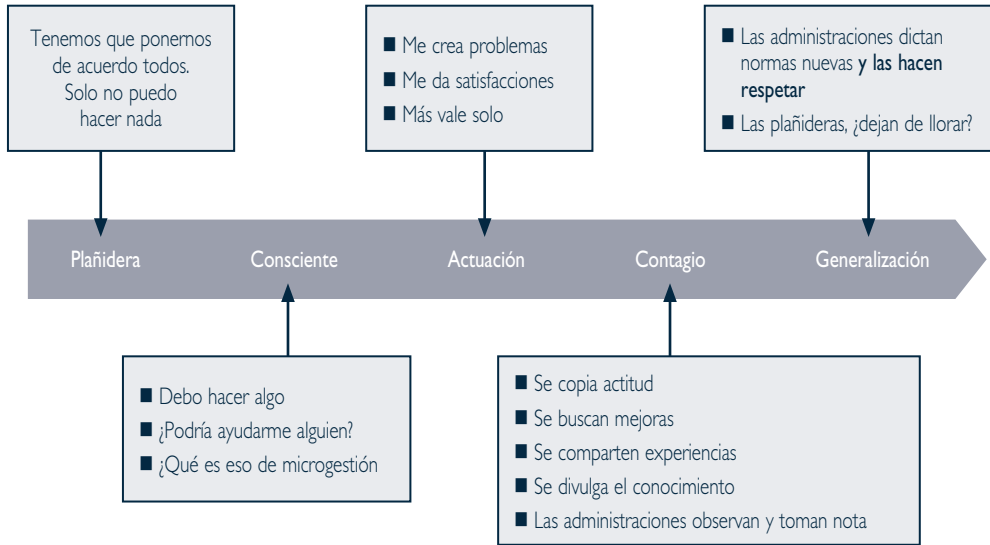 Tenemos que ponernos
de acuerdo todos.
Solo no puedo
hacer nada
■ Me crea problemas
■ Me da satisfacciones
■ Más vale solo
■ Las administraciones dictan
normas nuevas y las hacen
respetar
■ Las plañideras, ¿dejan de llorar?
Plañidera
Consciente
Actuación
Contagio
Generalización
■ Debo hacer algo
■ ¿Podría ayudarme alguien?
■ ¿Qué es eso de microgestión
■ Se copia actitud
■ Se buscan mejoras
■ Se comparten experiencias
■ Se divulga el conocimiento
■ Las administraciones observan y toman nota